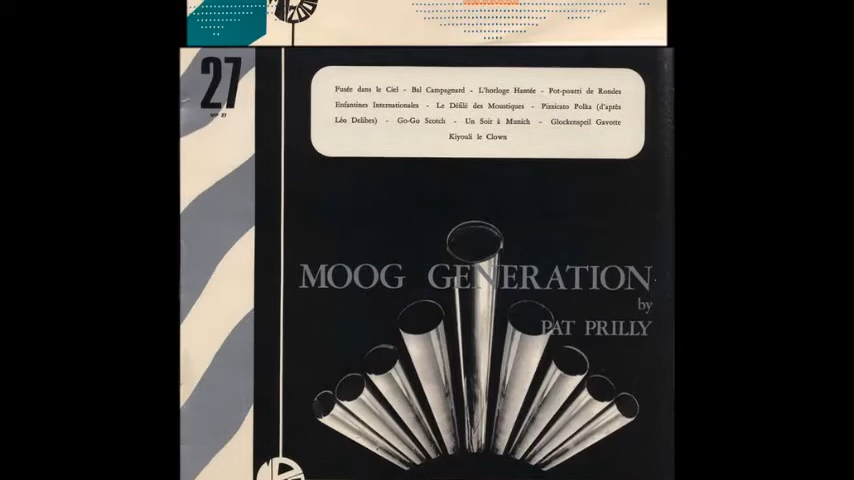 27
MP 27
Fusée dans le Ciel - Bal Campagnard - L'horloge Hantée - Pot-pourri de Rondes
Enfantines Internationales - Le Défilé des Moustiques - Pizzicato Polka (d'après
Léo Delibes) - Go-Go Scotch - Un Soir à Munich - Glockenspeil Gavotte
Kiyouli le Clown
MOOG GENERATION
by
PAT PRILLY